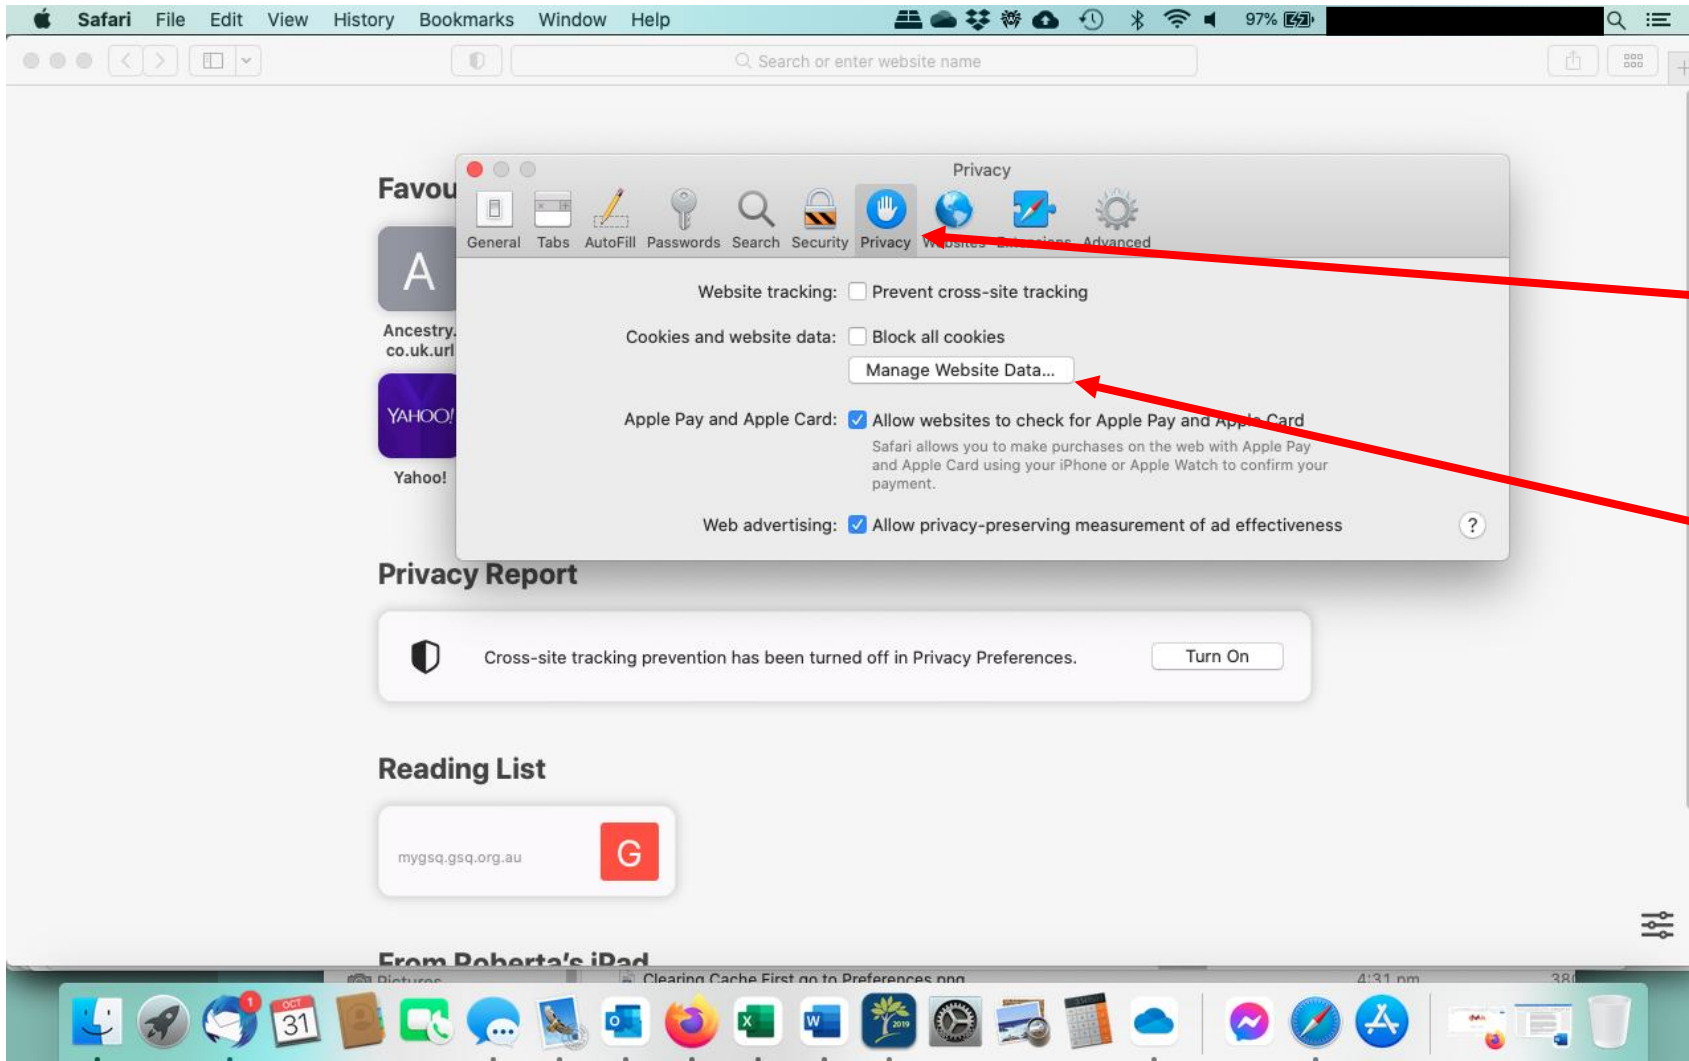 Safari File Edit View History Bookmarks Window Help 97%
Search or enter website name
Privacy
General Tabs AutoFill Passwords Search Security Privacy Websites Extensions Advanced
Website tracking: Prevent cross-site tracking
Cookies and website data: Block all cookies
Manage Website Data...
Apple Pay and Apple Card: Allow websites to check for Apple Pay and Apple Card
Safari allows you to make purchases on the web with Apple Pay
and Apple Card using your iPhone or Apple Watch to confirm your
payment.
Web advertising: Allow privacy-preserving measurement of ad effectiveness ?
Favou
A
Ancestry.
co.uk.url
YAHOO!
Yahoo!
Privacy Report
Cross-site tracking prevention has been turned off in Privacy Preferences. Turn On
Reading List
mygsq.gsq.org.au G
From Roberta's iPad
Pictures Clearing Cache First go to Preferences.png 4:31 pm
1
OCT
31
2019